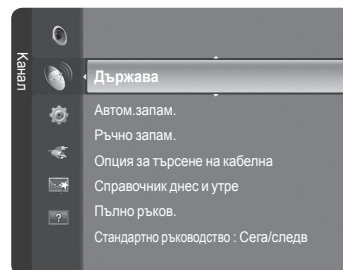 Канал
Държава
Автом.запам.
Ръчно запам.
Опция за търсене на кабелна
Справочник днес и утре
Пълно ръков.
Стандартно ръководство : Сега/следв